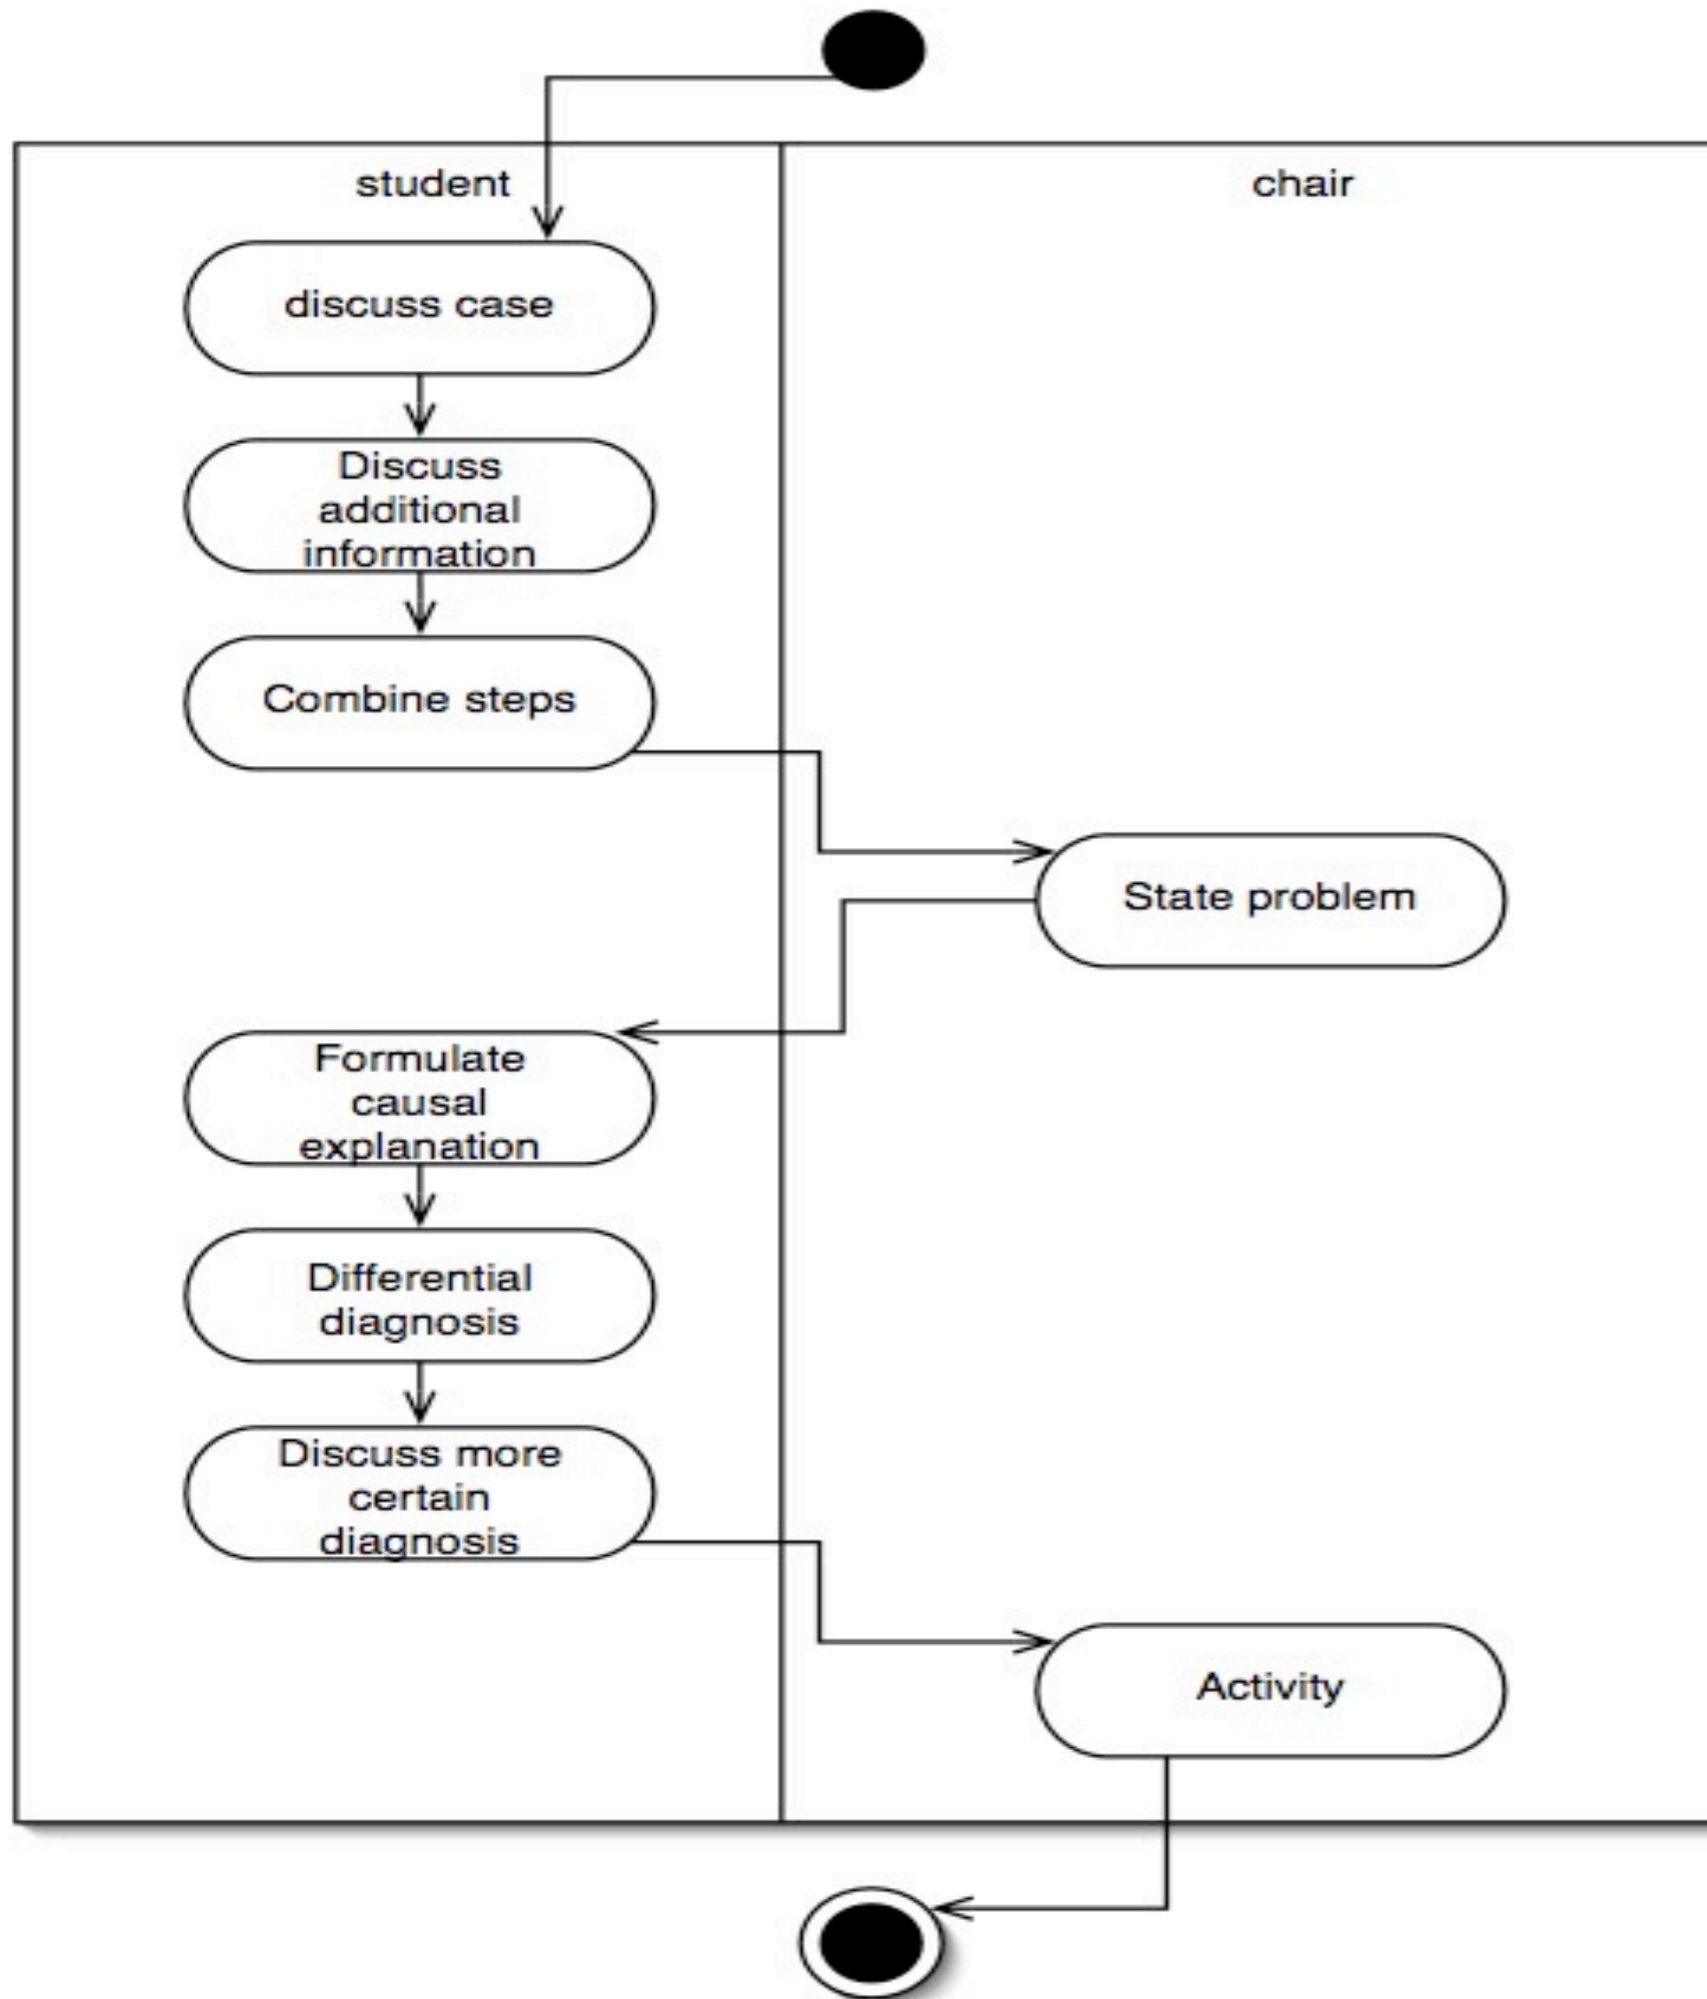 student
chair
discuss case
Discuss
additional
information
Combine steps
State problem
Formulate
causal
explanation
Differential
diagnosis
Discuss more
certain
diagnosis
Activity